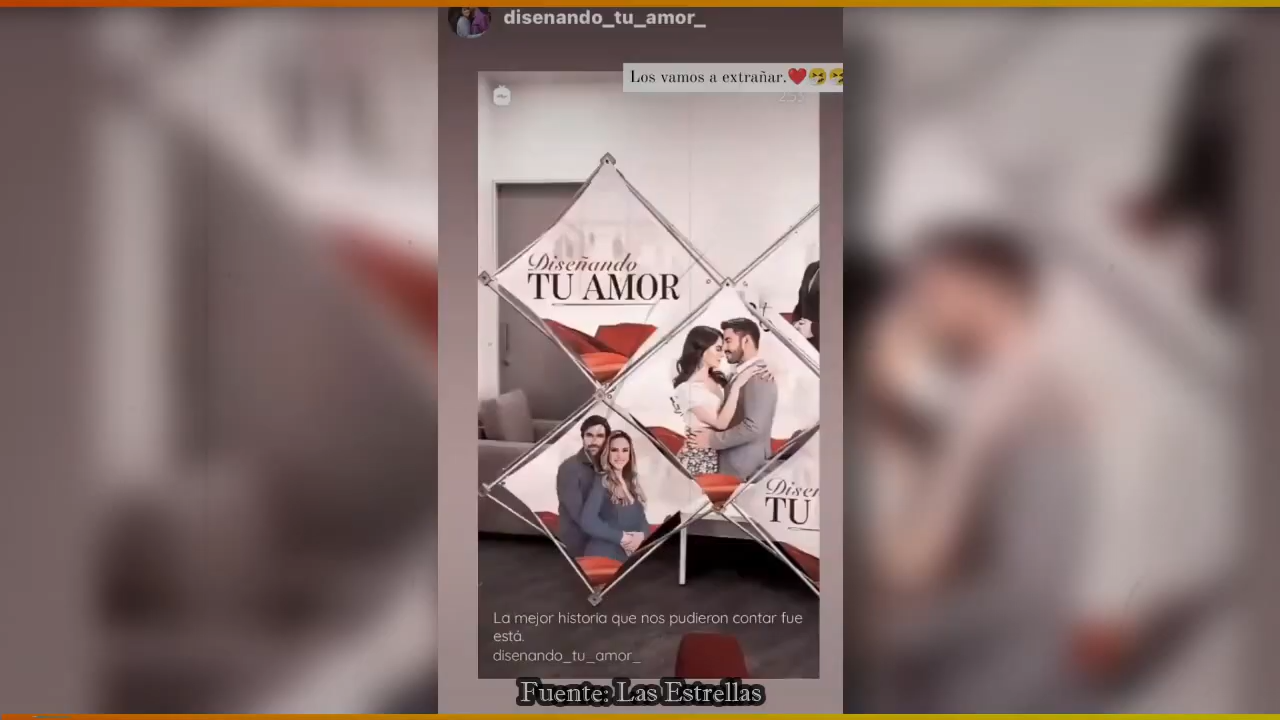 disenando_tu_amor_
Los vamos a extrañar.❤️🤧🤧
Diseñando
TU AMOR
TU
La mejor historia que nos pudieron contar fue
está.
disenando_tu_amor_
Fuente: Las Estrellas